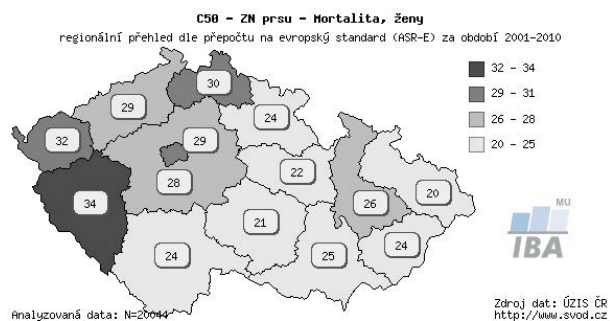 C50 - ZN prsu - Mortalita, ženy
regionální přehled dle přepočtu na evropský standard (ASR-E) za období 2001-2010
32 - 34
29 - 31
26 - 28
20 - 25
30
29
24
32
29
28
22
34
26
20
21
24
25
24
MU
IBA
Analyzovaná data: N=20044
Zdroj dat: ÚZIS ČR
http://www.svod.cz